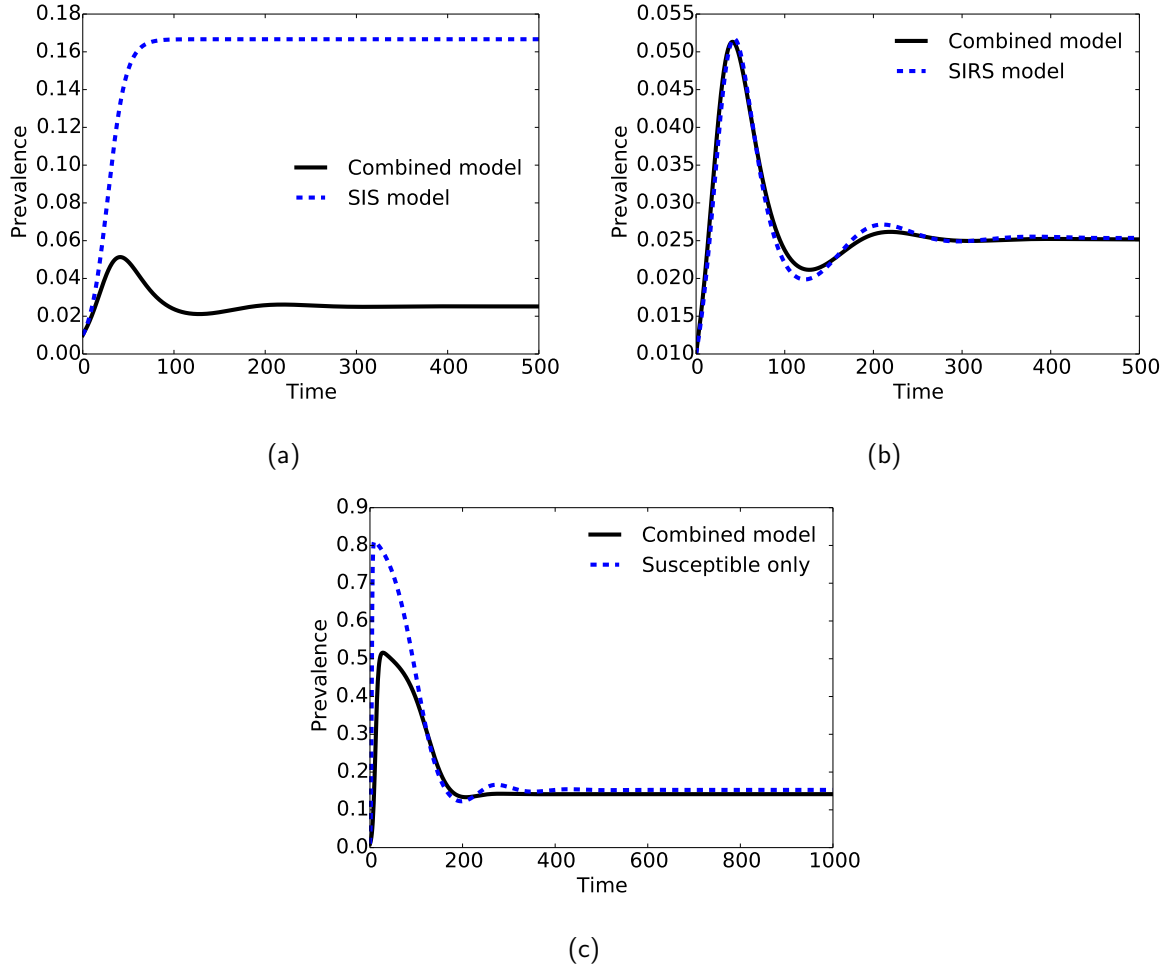 0.18
0.16
0.14
0.12
0.10
0.08
0.06
0.04
0.02
0.00
Prevalence
0 100 200 300 400 500
Time
Combined model
SIS model
(a)
0.055
0.050
0.045
0.040
0.035
0.030
0.025
0.020
0.015
0.010
Prevalence
0 100 200 300 400 500
Time
Combined model
SIRS model
(b)
0.9
0.8
0.7
0.6
0.5
0.4
0.3
0.2
0.1
0.0
Prevalence
0 200 400 600 800 1000
Time
Combined model
Susceptible only
(c)